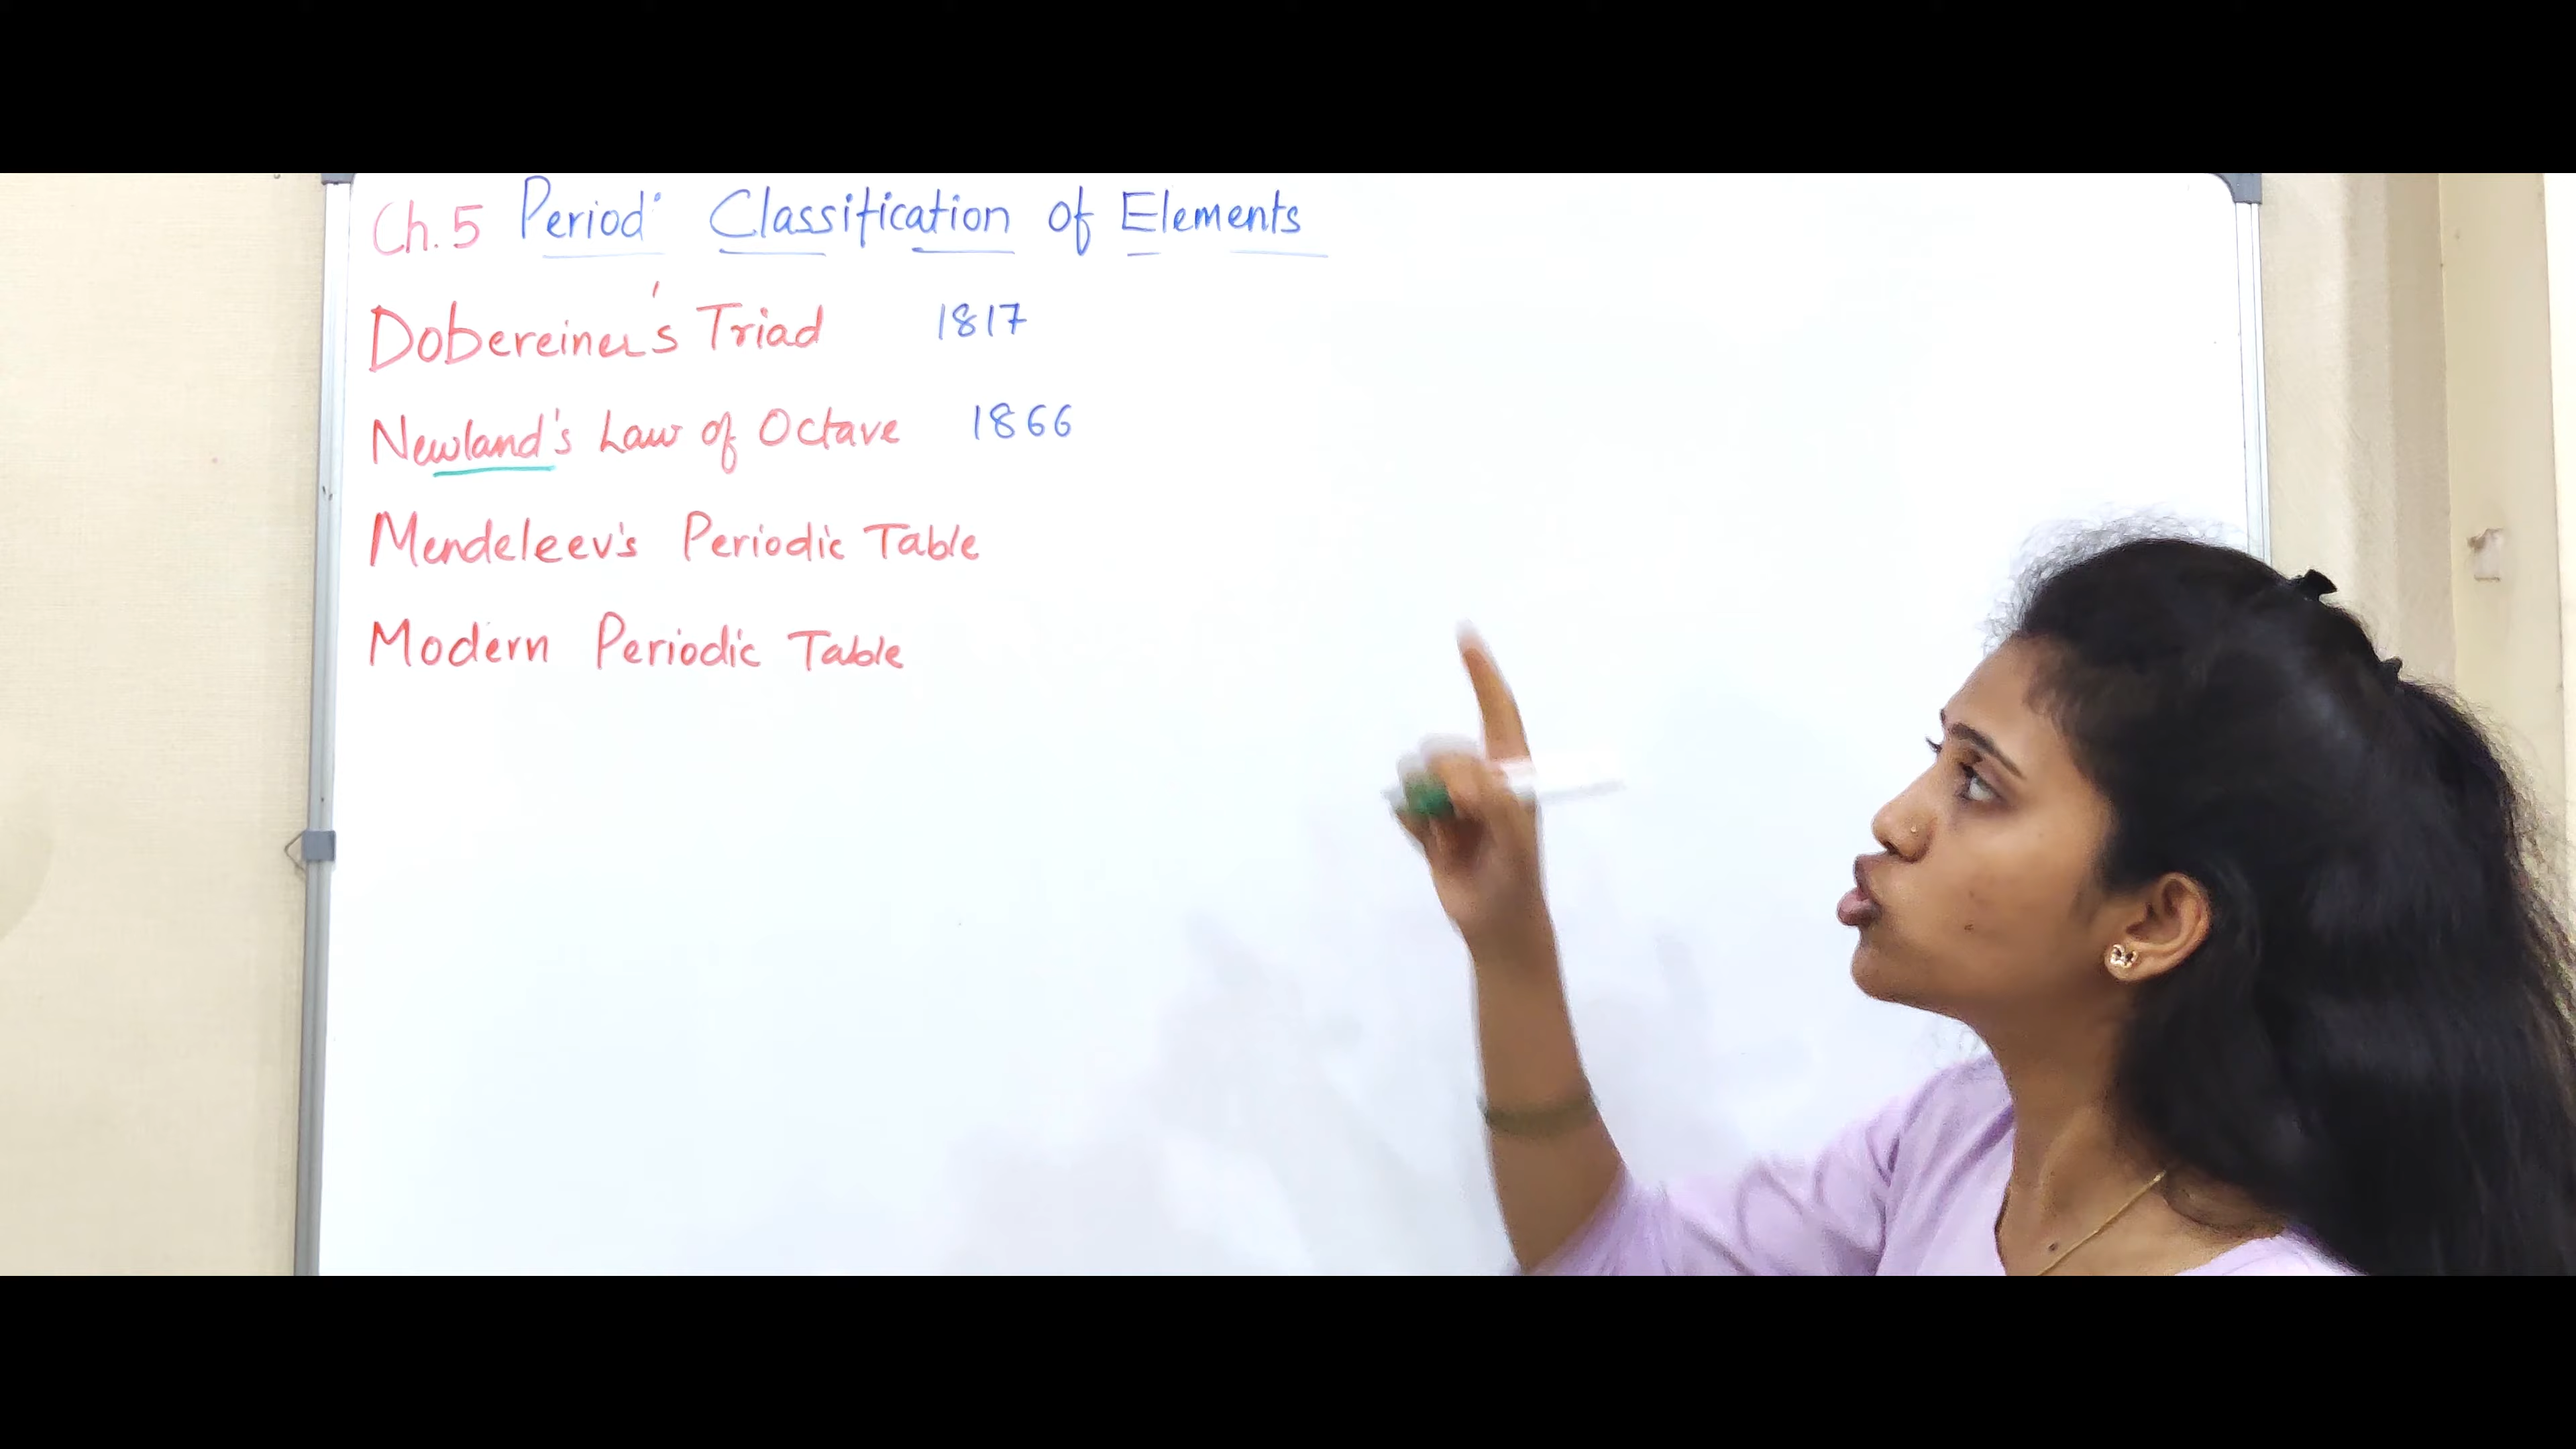 Ch.5 Period Classification of Elements
Dobereiner's Triad 1817
Newland's Law of Octave 1866
Mendeleev's Periodic Table
Modern Periodic Table